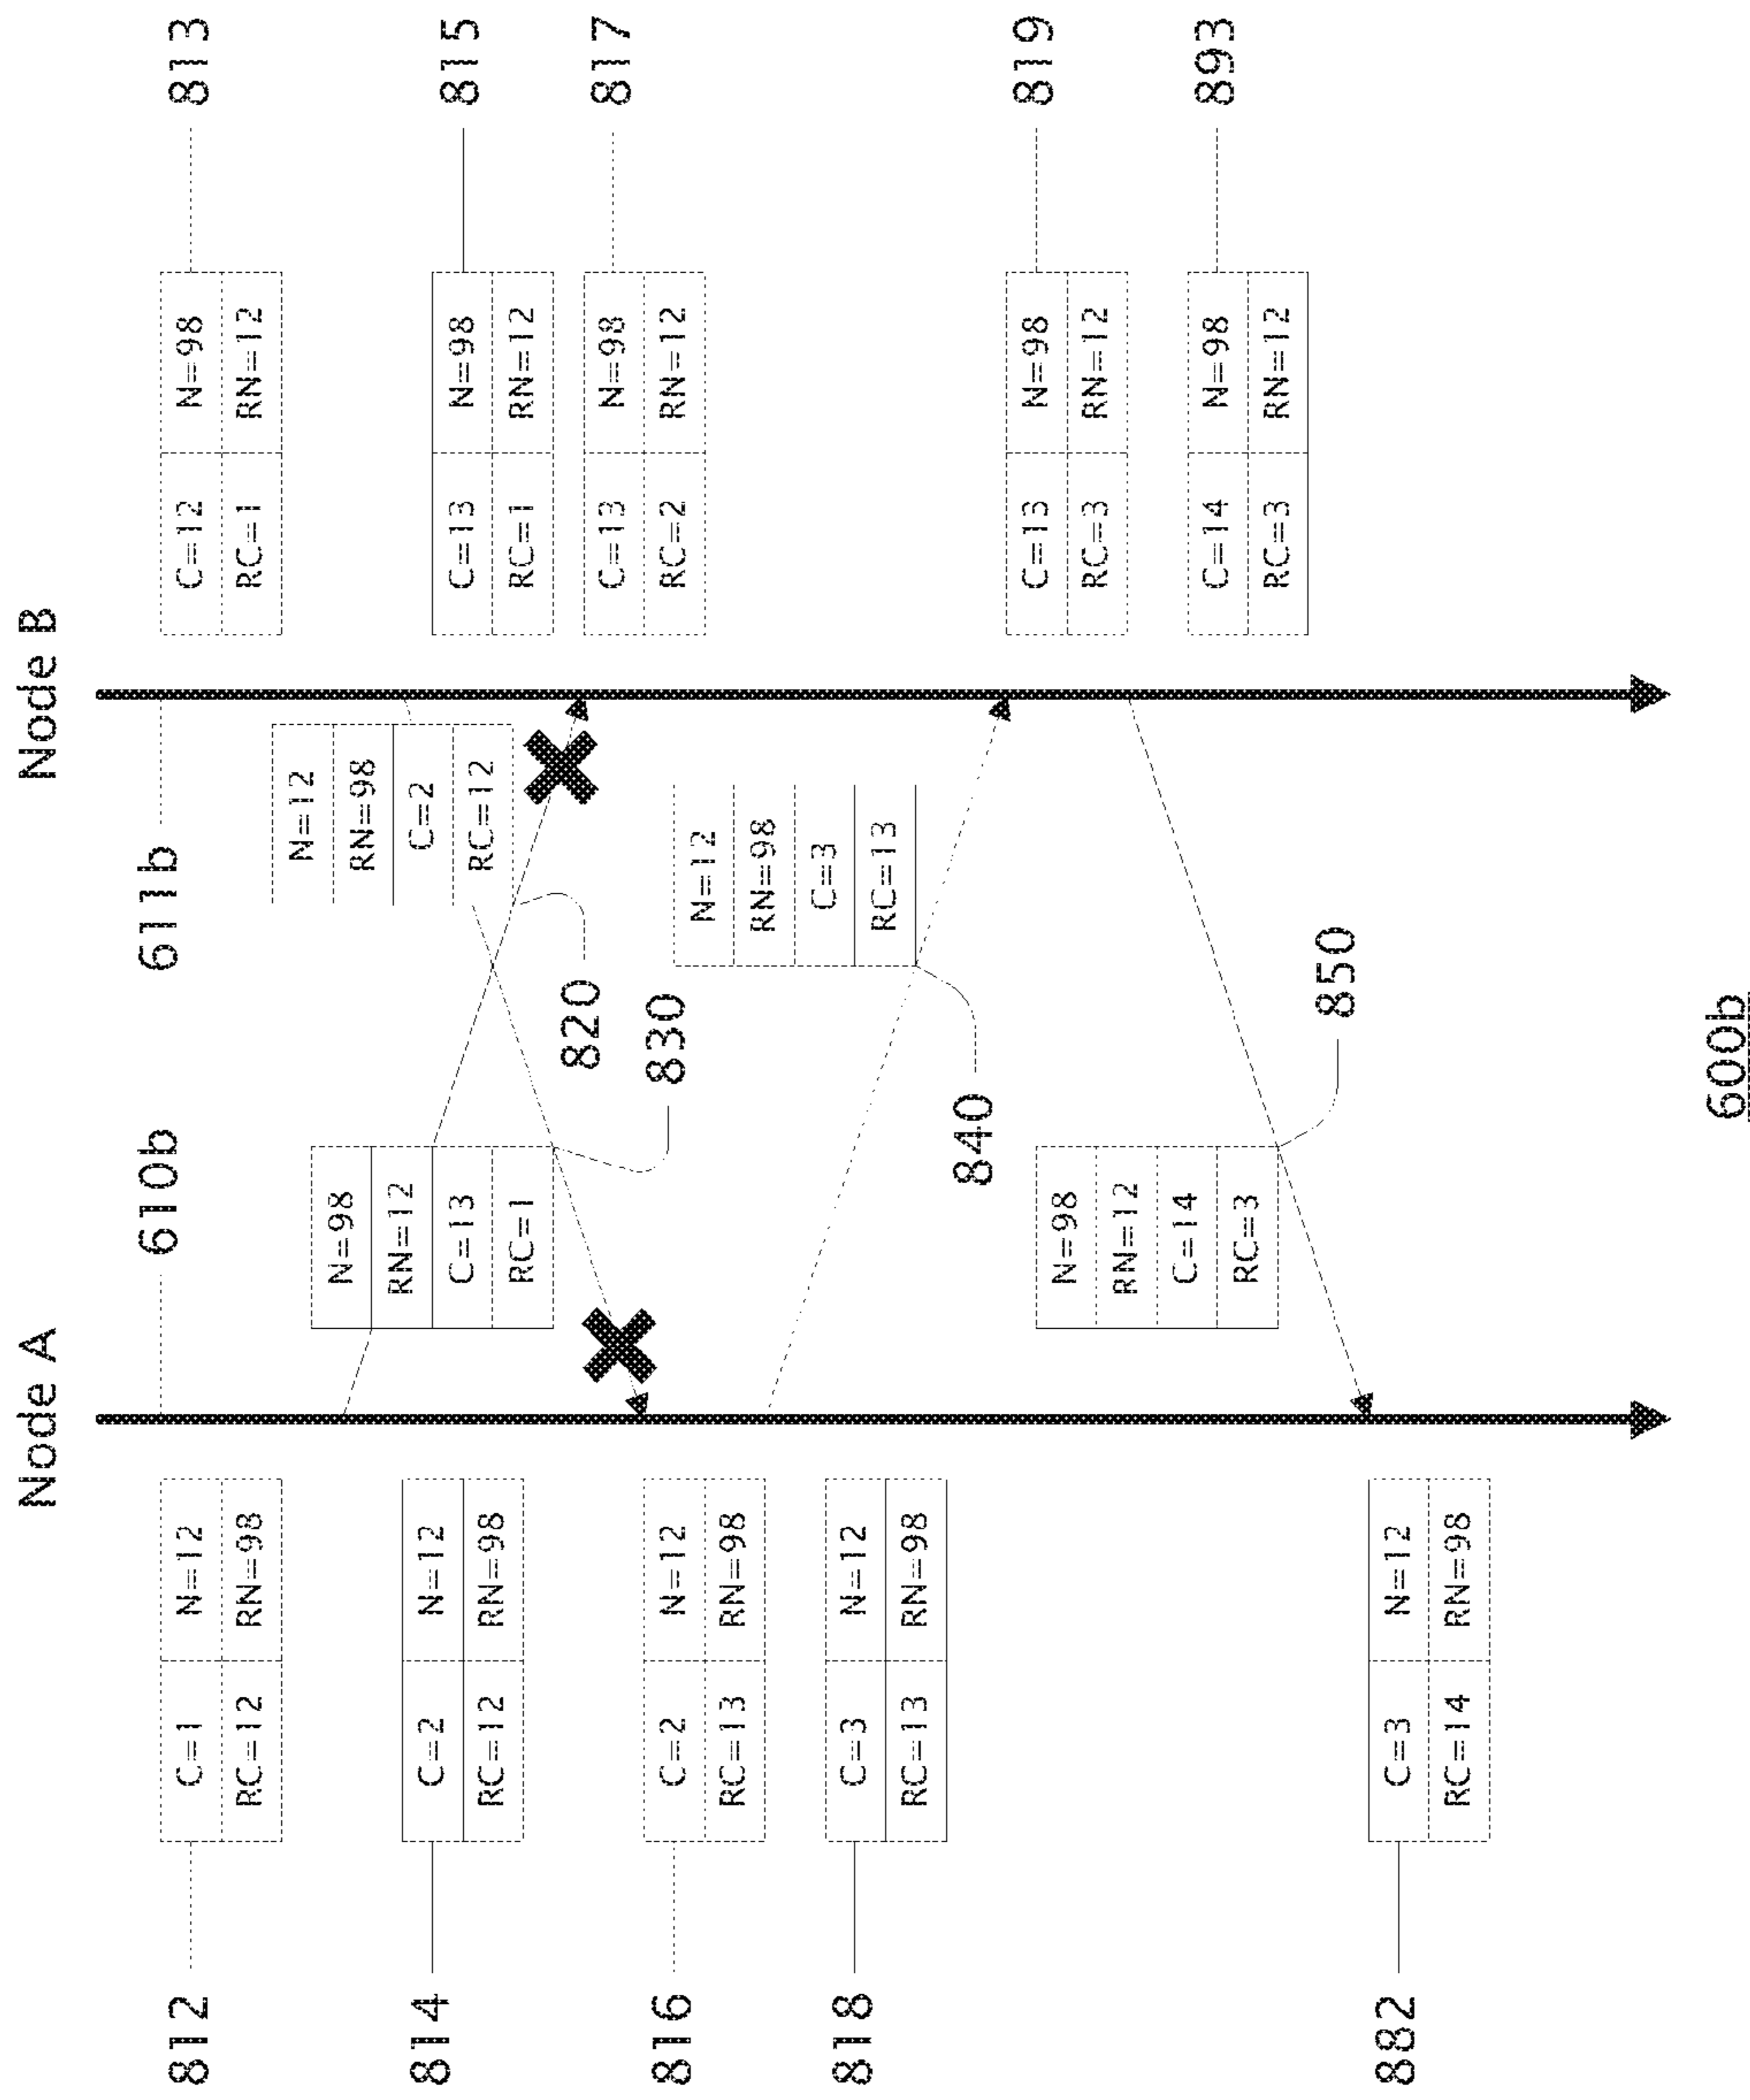 Node A
Node B
610b
611b
812
C=1
N=12
RC=12
RN=98
C=12
N=98
RC=1
RN=12
813
N=12
RN=98
C=2
RC=12
N=98
RN=12
C=13
RC=1
814
C=2
N=12
RC=12
RN=98
C=13
N=98
RC=1
RN=12
815
820
830
C=13
N=98
RC=2
RN=12
817
816
C=2
N=12
RC=13
RN=98
N=12
RN=98
C=3
RC=13
818
C=3
N=12
RC=13
RN=98
840
C=13
N=98
RC=3
RN=12
819
N=98
RN=12
C=14
RC=3
C=14
N=98
RC=3
RN=12
893
850
882
C=3
N=12
RC=14
RN=98
600b